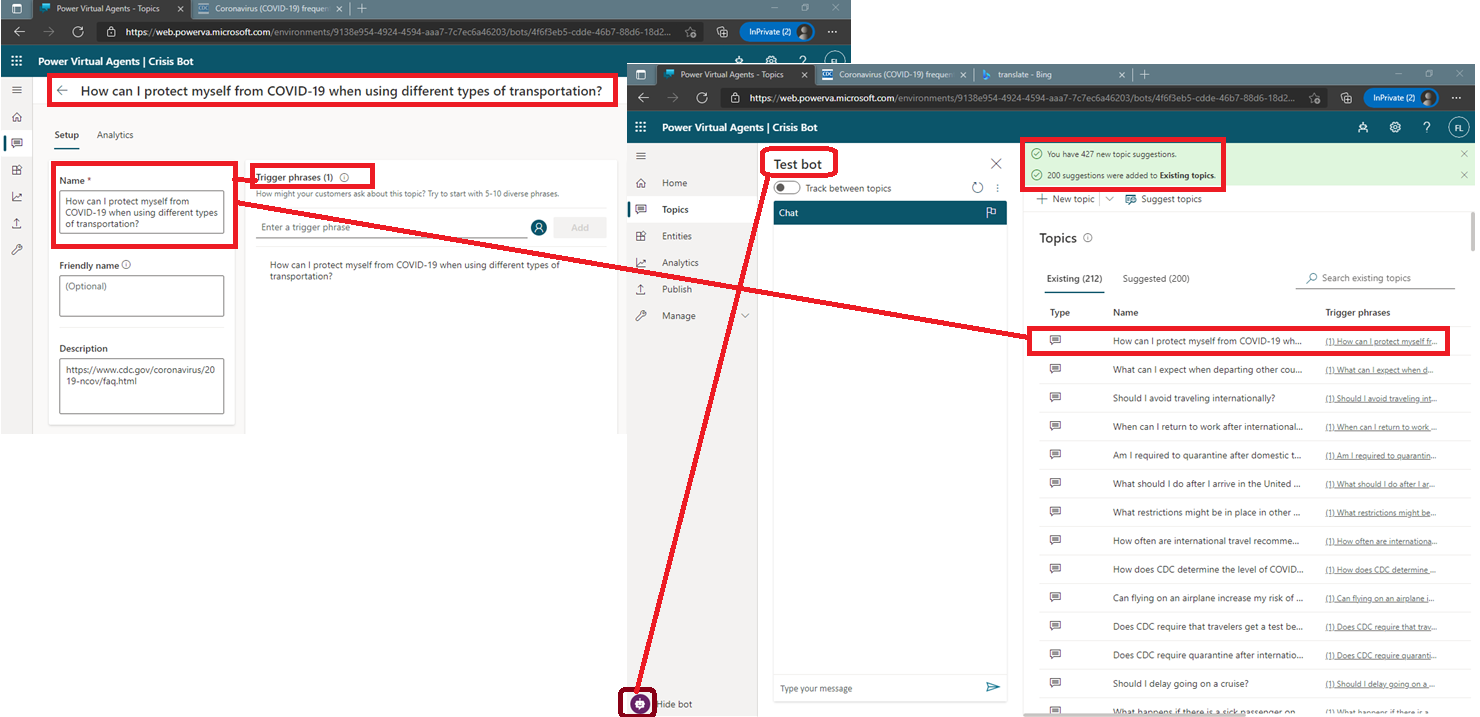 Power Virtual Agents - Topics
Coronavirus (COVID-19) frequen
https://web.powerva.microsoft.com/environments/9138e954-4924-4594-aaa7-7c7ec6a46203/bots/4f6f3eb5-cdde-46b7-88d6-18d2...
InPrivate (2)
Power Virtual Agents | Crisis Bot
How can I protect myself from COVID-19 when using different types of transportation?
Setup
Analytics
Name *
How can I protect myself from
COVID-19 when using different types
of transportation?
Friendly name
(Optional)
Description
https://www.cdc.gov/coronavirus/2
019-ncov/faq.html
Trigger phrases (1)
How might your customers ask about this topic? Try to start with 5-10 diverse phrases.
Enter a trigger phrase
Add
How can I protect myself from COVID-19 when using different types of
transportation?
Power Virtual Agents - Topics
CDC
Coronavirus (COVID-19) frequen
translate - Bing
https://web.powerva.microsoft.com/environments/9138e954-4924-4594-aaa7-7c7ec6a46203/bots/4f6f3eb5-cdde-46b7-88d6-18d2...
InPrivate (2)
Power Virtual Agents | Crisis Bot
?
FL
Home
Topics
Entities
Analytics
Publish
Manage
Hide bot
Test bot
Track between topics
Chat
Type your message
You have 427 new topic suggestions.
200 suggestions were added to Existing topics.
New topic
Suggest topics
Topics
Existing (212)
Suggested (200)
Search existing topics
Type Name Trigger phrases
How can I protect myself from COVID-19 wh... (1) How can I protect myself fr...
What can I expect when departing other cou... (1) What can I expect when d...
Should I avoid traveling internationally? (1) Should I avoid traveling int...
When can I return to work after international... (1) When can I return to work ...
Am I required to quarantine after domestic t... (1) Am I required to quarantin...
What should I do after I arrive in the United ... (1) What should I do after I ar...
What restrictions might be in place in other ... (1) What restrictions might be...
How often are international travel recomme... (1) How often are internationa...
How does CDC determine the level of COVID... (1) How does CDC determine ...
Can flying on an airplane increase my risk of ... (1) Can flying on an airplane i...
Does CDC require that travelers get a test be... (1) Does CDC require that trav...
Does CDC require quarantine after internatio... (1) Does CDC require quaranti...
Should I delay going on a cruise? (1) Should I delay going on a ...
What happens if there is a sick passenger on (1) What happens if there is a